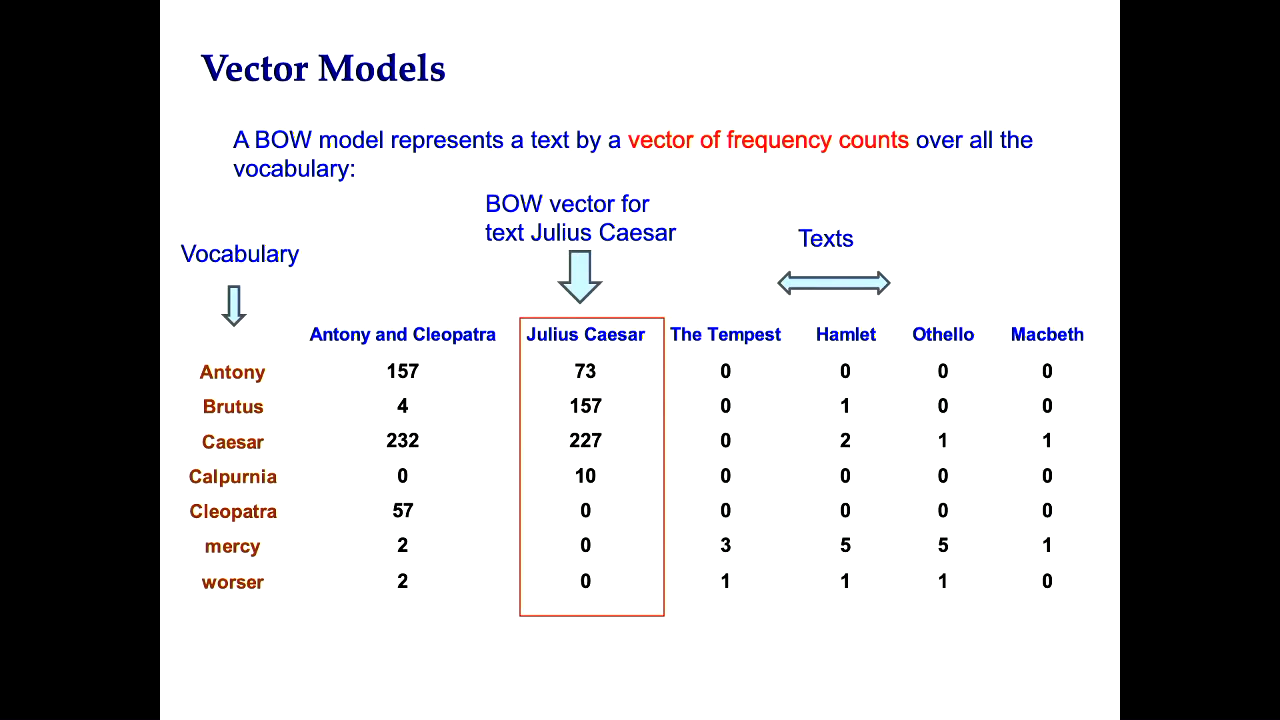 Vector Models
A BOW model represents a text by a vector of frequency counts over all the
vocabulary:
BOW vector for
text Julius Caesar
Texts
Vocabulary
Antony and Cleopatra Julius Caesar The Tempest Hamlet Othello Macbeth
Antony 157 73 0 0 0 0
Brutus 4 157 0 1 0 0
Caesar 232 227 0 2 1 1
Calpurnia 0 10 0 0 0 0
Cleopatra 57 0 0 0 0 0
mercy 2 0 3 5 5 1
worser 2 0 1 1 1 0